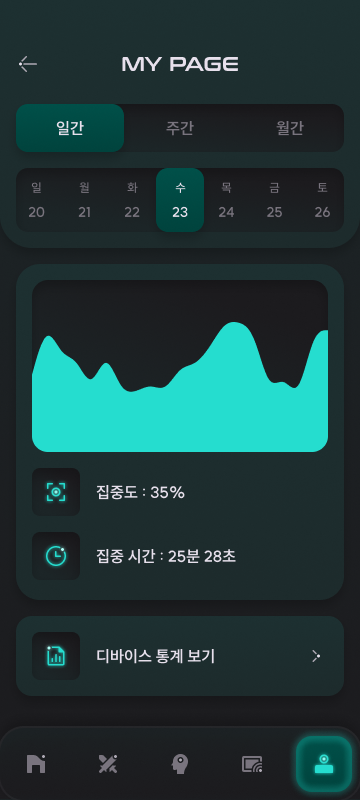 MY PAGE
일간 주간 월간
일 월 화 수 목 금 토
20 21 22 23 24 25 26
집중도 : 35%
집중 시간 : 25분 28초
디바이스 통계 보기